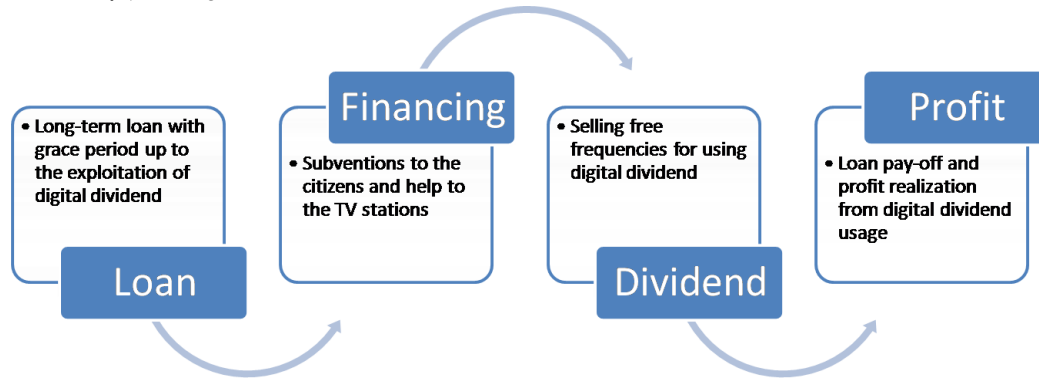 • Long-term loan with
grace period up to
the exploitation of
digital dividend
Loan
Financing
• Subventions to the
citizens and help to
the TV stations
• Selling free
frequencies for using
digital dividend
Dividend
Profit
• Loan pay-off and
profit realization
from digital dividend
usage